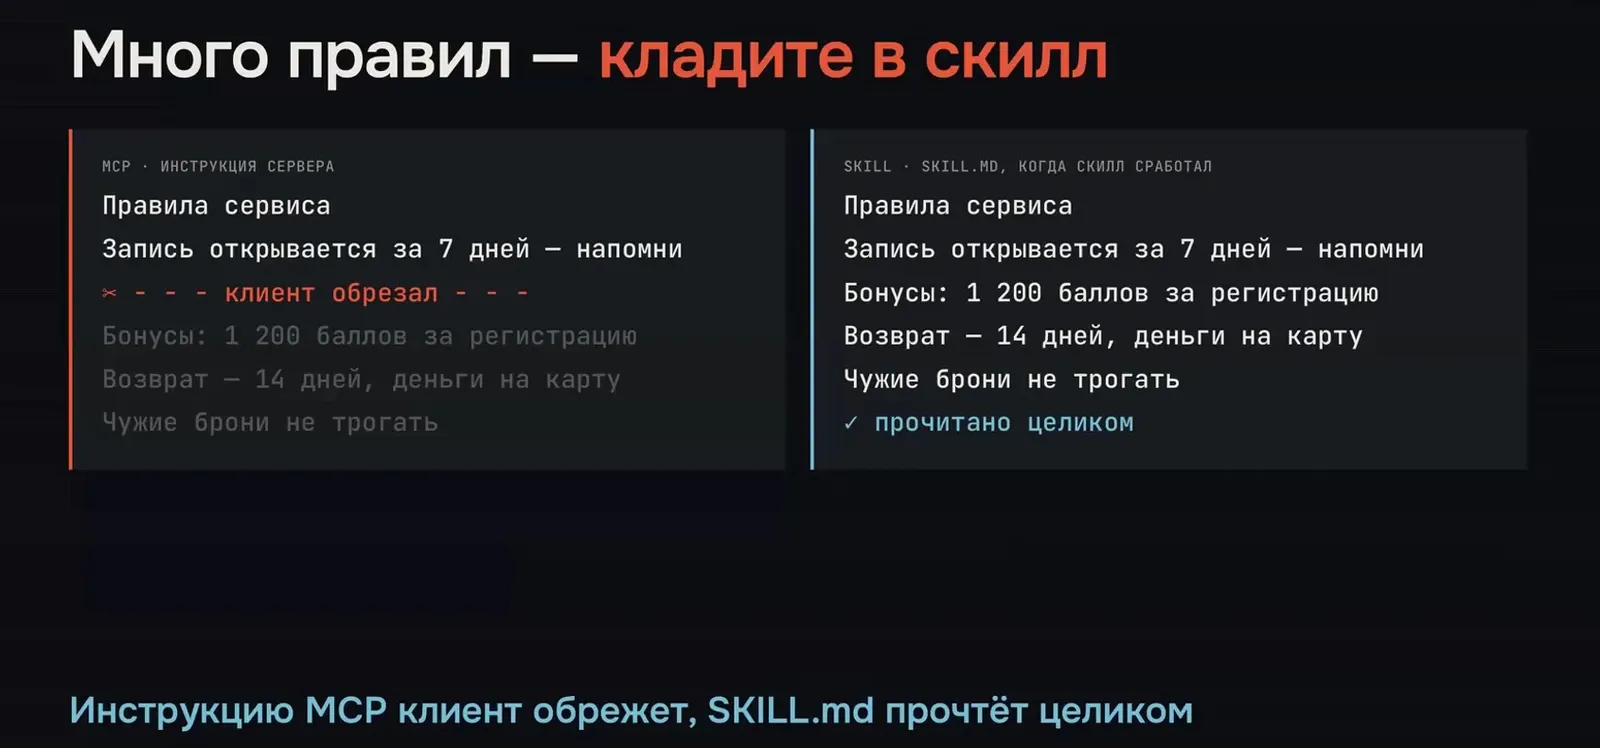 Много правил — кладите в скилл
MCP · ИНСТРУКЦИЯ СЕРВЕРА
Правила сервиса
Запись открывается за 7 дней — напомни
✂ - - - клиент обрезал - - -
Бонусы: 1 200 баллов за регистрацию
Возврат — 14 дней, деньги на карту
Чужие брони не трогать
SKILL · SKILL.MD, КОГДА СКИЛЛ СРАБОТАЛ
Правила сервиса
Запись открывается за 7 дней — напомни
Бонусы: 1 200 баллов за регистрацию
Возврат — 14 дней, деньги на карту
Чужие брони не трогать
✓ прочитано целиком
Инструкцию MCP клиент обрежет, SKILL.md прочтёт целиком